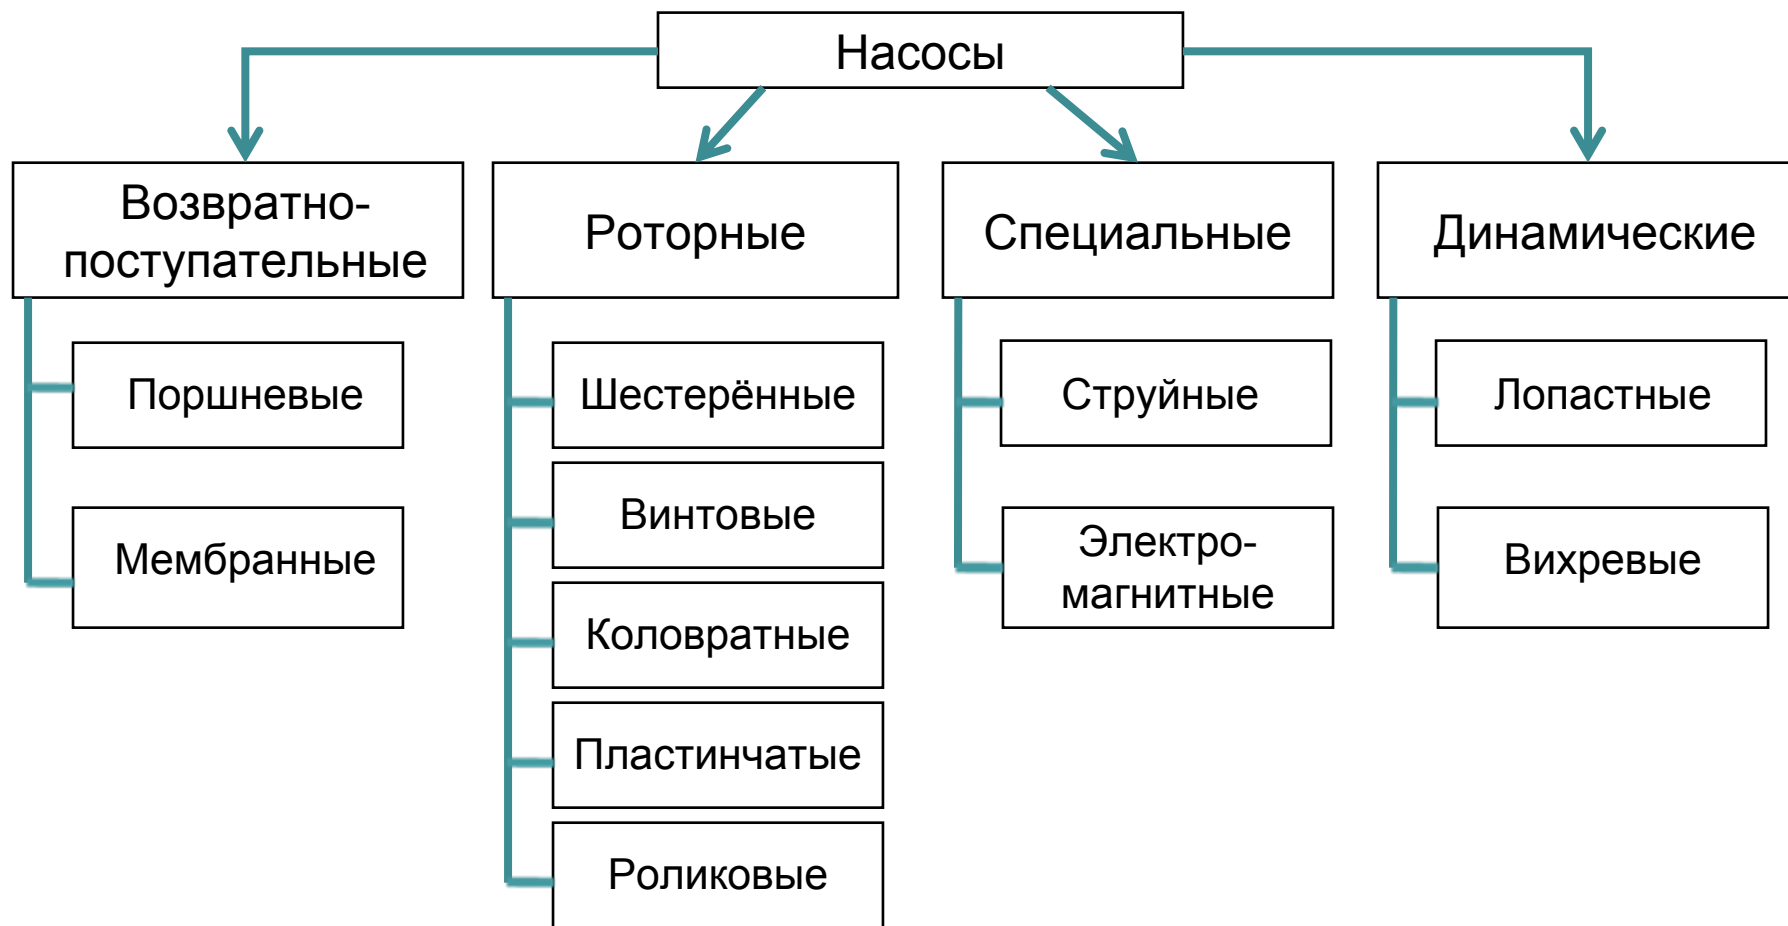 Насосы
Возвратно-
поступательные
Роторные
Специальные
Динамические
Поршневые
Мембранные
Шестерённые
Винтовые
Коловратные
Пластинчатые
Роликовые
Струйные
Электро-
магнитные
Лопастные
Вихревые